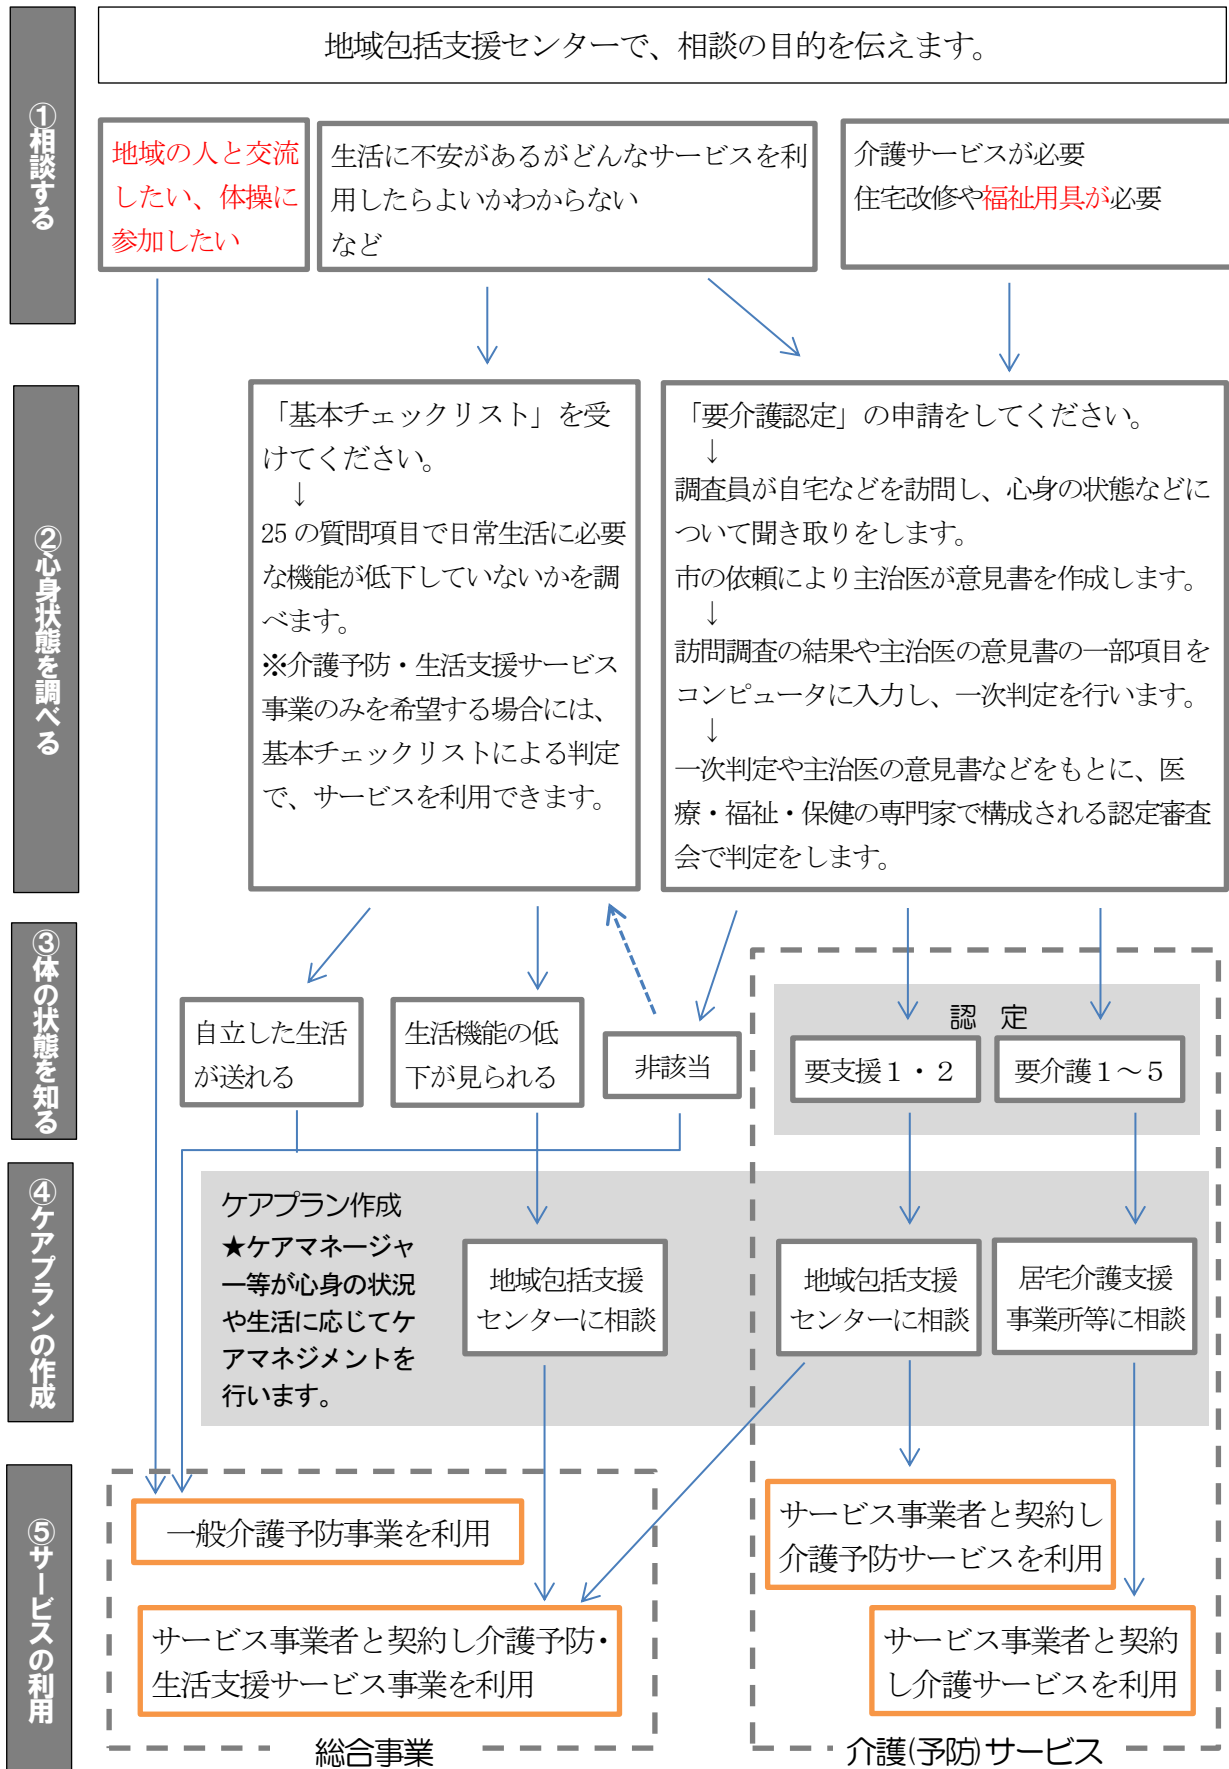 ①相談する
地域包括支援センターで、相談の目的を伝えます。
地域の人と交流
したい、体操に
参加したい
生活に不安があるがどんなサービスを利
用したらよいかわからない
など
介護サービスが必要
住宅改修や福祉用具が必要
②心身状態を調べる
「基本チェックリスト」を受
けてください。
↓
25の質問項目で日常生活に必要
な機能が低下していないかを調
べます。
※介護予防・生活支援サービス
事業のみを希望する場合には、
基本チェックリストによる判定
で、サービスを利用できます。
「要介護認定」の申請をしてください。
↓
調査員が自宅などを訪問し、心身の状態などに
ついて聞き取りをします。
市の依頼により主治医が意見書を作成します。
↓
訪問調査の結果や主治医の意見書の一部項目を
コンピュータに入力し、一次判定を行います。
↓
一次判定や主治医の意見書などをもとに、医
療・福祉・保健の専門家で構成される認定審査
会で判定をします。
③体の状態を知る
自立した生活
が送れる
生活機能の低
下が見られる
非該当
認 定
要支援１・２
要介護１～５
④ケアプランの作成
ケアプラン作成
★ケアマネージャ
ー等が心身の状況
や生活に応じてケ
アマネジメントを
行います。
地域包括支援
センターに相談
地域包括支援
センターに相談
居宅介護支援
事業所等に相談
⑤サービスの利用
一般介護予防事業を利用
サービス事業者と契約し介護予防・
生活支援サービス事業を利用
総合事業
サービス事業者と契約し
介護予防サービスを利用
サービス事業者と契約
し介護サービスを利用
介護(予防)サービス